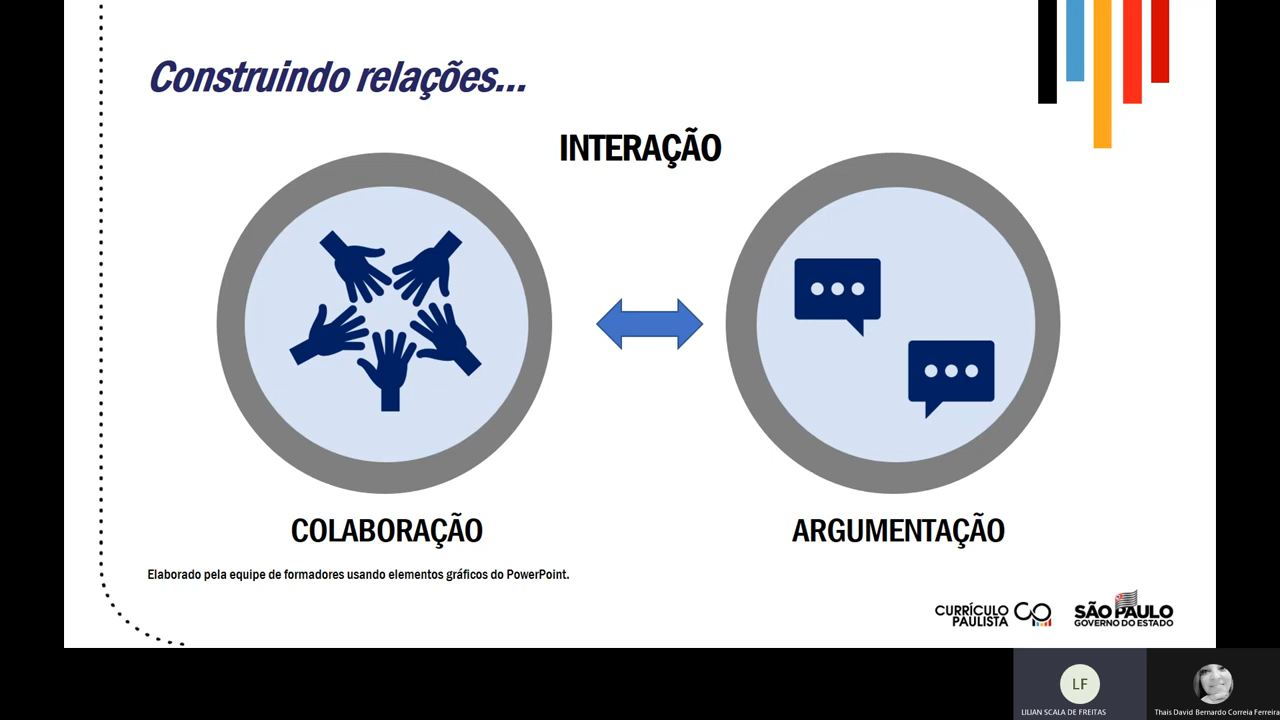 Construindo relações...
INTERAÇÃO
COLABORAÇÃO
ARGUMENTAÇÃO
Elaborado pela equipe de formadores usando elementos gráficos do PowerPoint.
CURRÍCULO
PAULISTA
SÃO PAULO
GOVERNO DO ESTADO
LF
LILIAN SCALA DE FREITAS
Thais David Bernardo Correia Ferreira